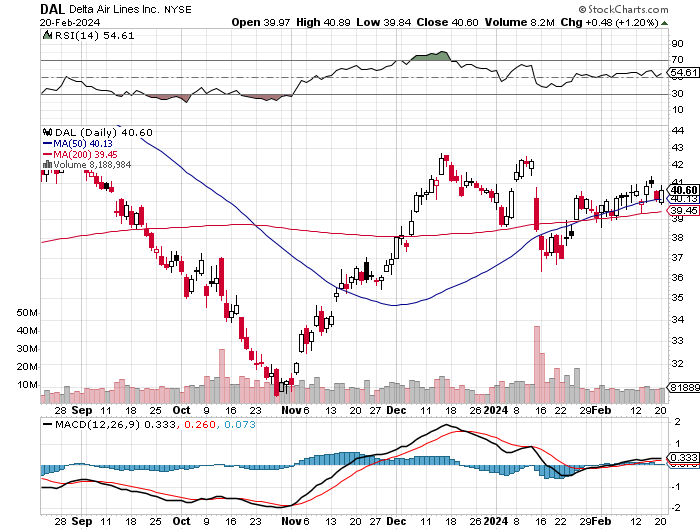 DAL Delta Air Lines Inc. NYSE © StockCharts.com
20-Feb-2024 Open 39.97 High 40.89 Low 39.84 Close 40.60 Volume 8.2M Chg +0.48 (+1.20%)
RSI(14) 54.61
90
70
54.61
50
30
10
DAL (Daily) 40.60
MA(50) 40.13
MA(200) 39.45
Volume 8,188,984
44
43
42
41
40.60
40.13
39.45
39
38
37
36
35
34
33
32
50M
40M
30M
20M
10M
81889
28 Sep 11 18 25 Oct 9 16 23 Nov 6 13 20 27 Dec 11 18 26 2024 8 16 22 29 Feb 12 20
MACD(12,26,9) 0.333, 0.260, 0.073
2
1
0.333
-1
-2
28 Sep 11 18 25 Oct 9 16 23 Nov 6 13 20 27 Dec 11 18 26 2024 8 16 22 29 Feb 12 20